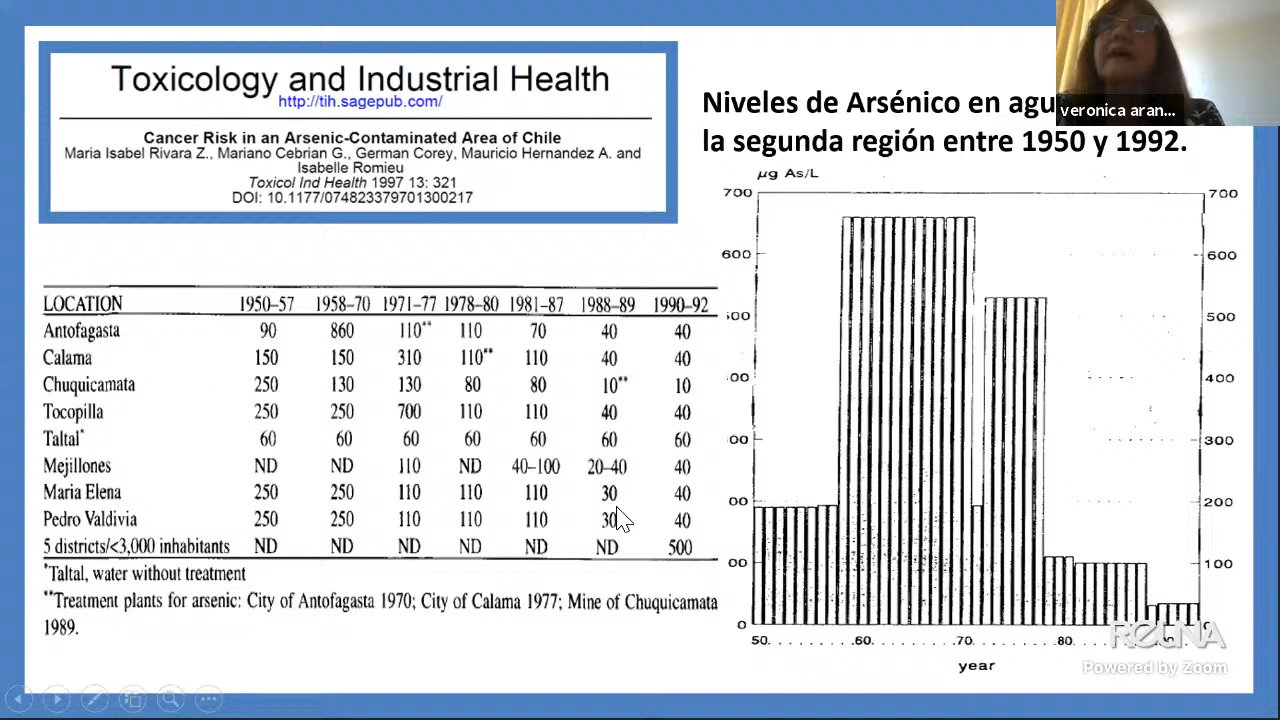 Toxicology and Industrial Health
http://tih.sagepub.com/
Cancer Risk in an Arsenic-Contaminated Area of Chile
Maria Isabel Rivara Z., Mariano Cebrian G., German Corey, Mauricio Hernandez A. and
Isabelle Romieu
Toxicol Ind Health 1997 13: 321
DOI: 10.1177/074823379701300217
veronica aran...
Niveles de Arsénico en agu
la segunda región entre 1950 y 1992.
LOCATION 1950–57 1958–70 1971–77 1978–80 1981–87 1988–89 1990–92
Antofagasta 90 860 110** 110 70 40 40
Calama 150 150 310 110** 110 40 40
Chuquicamata 250 130 130 80 80 10** 10
Tocopilla 250 250 700 110 110 40 40
Taltal* 60 60 60 60 60 60 60
Mejillones ND ND 110 ND 40–100 20–40 40
Maria Elena 250 250 110 110 110 30 40
Pedro Valdivia 250 250 110 110 110 30 40
5 districts/<3,000 inhabitants ND ND ND ND ND ND 500
*Taltal, water without treatment
**Treatment plants for arsenic: City of Antofagasta 1970; City of Calama 1977; Mine of Chuquicamata
1989.
µg As/L
700 700
600 600
500
400
300
200
100
0 0
50 60 70 80
year
REUNA
Powered by Zoom